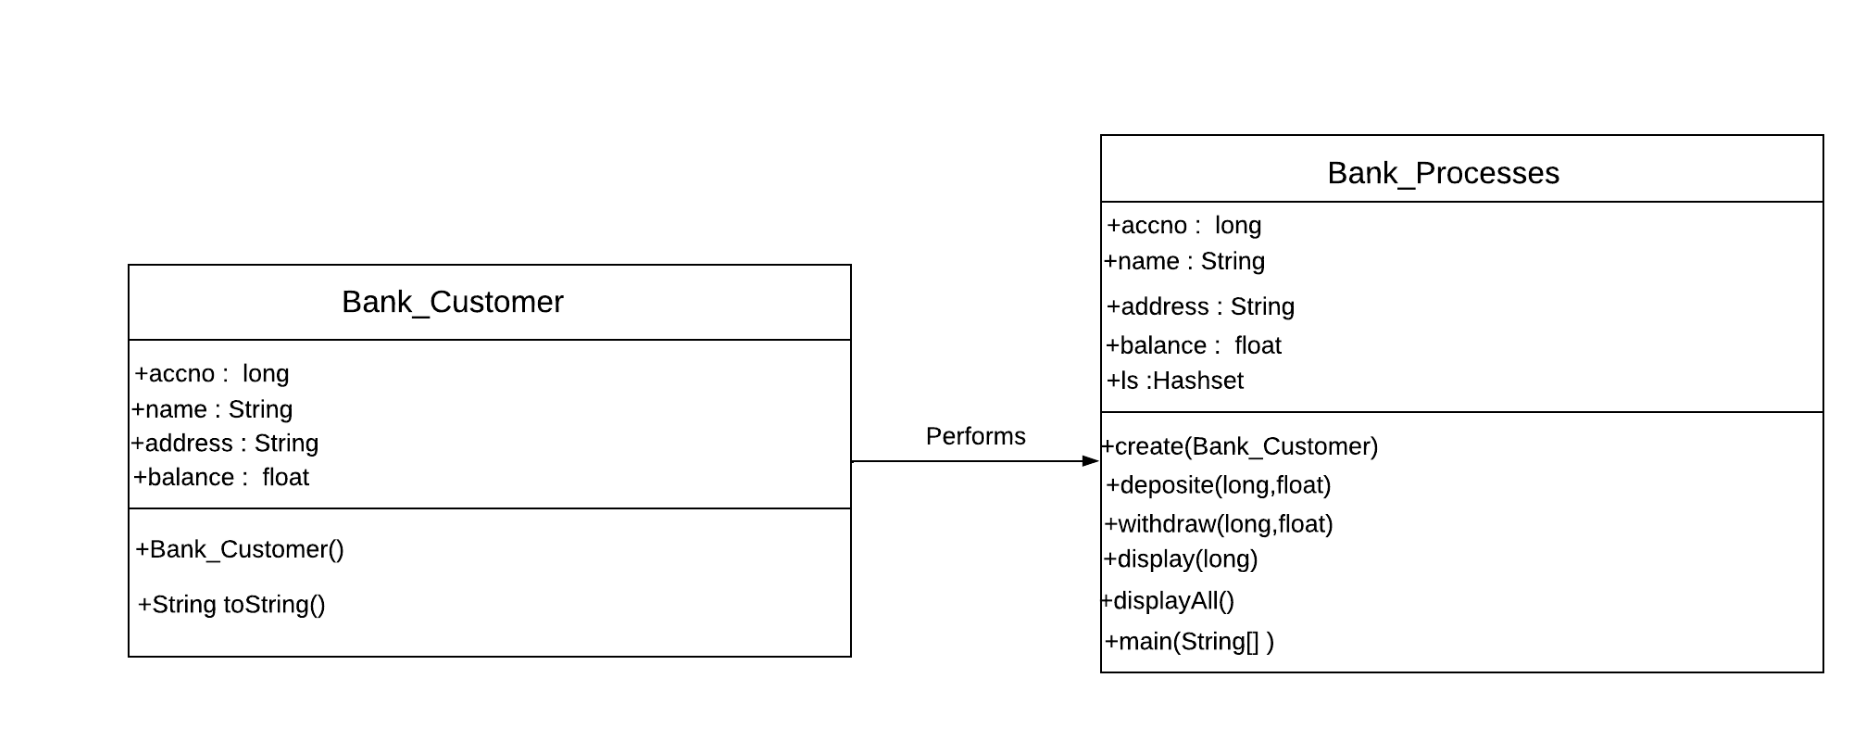 Bank_Customer
+accno :  long
+name : String
+address : String
+balance :  float
+Bank_Customer()
+String toString()
Performs
Bank_Processes
+accno :  long
+name : String
+address : String
+balance :  float
+ls :Hashset
+create(Bank_Customer)
+deposite(long,float)
+withdraw(long,float)
+display(long)
+displayAll()
+main(String[] )